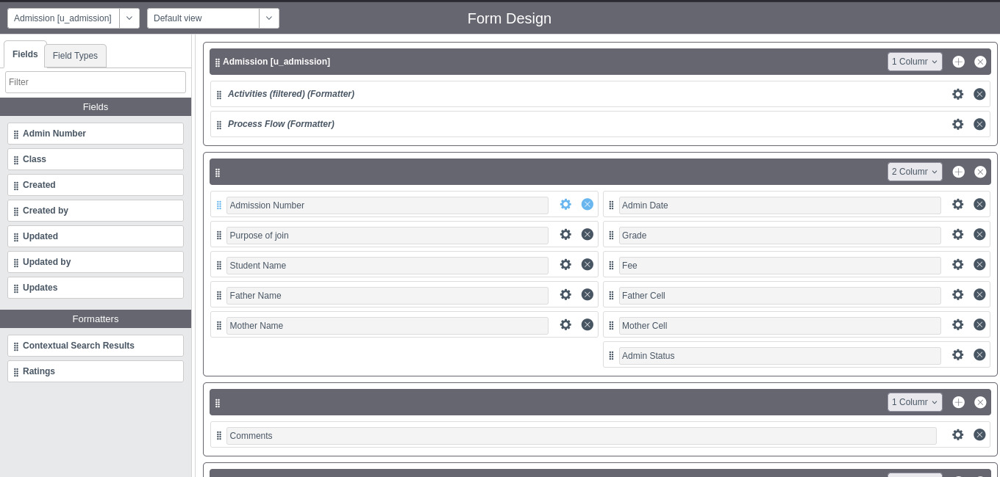 Admission [u_admission]
Default view
Form Design
Fields
Field Types
Filter
Fields
Admin Number
Class
Created
Created by
Updated
Updated by
Updates
Formatters
Contextual Search Results
Ratings
Admission [u_admission]
1 Colum
Activities (filtered) (Formatter)
Process Flow (Formatter)
2 Colum
Admission Number
Admin Date
Purpose of join
Grade
Student Name
Fee
Father Name
Father Cell
Mother Name
Mother Cell
Admin Status
1 Colum
Comments